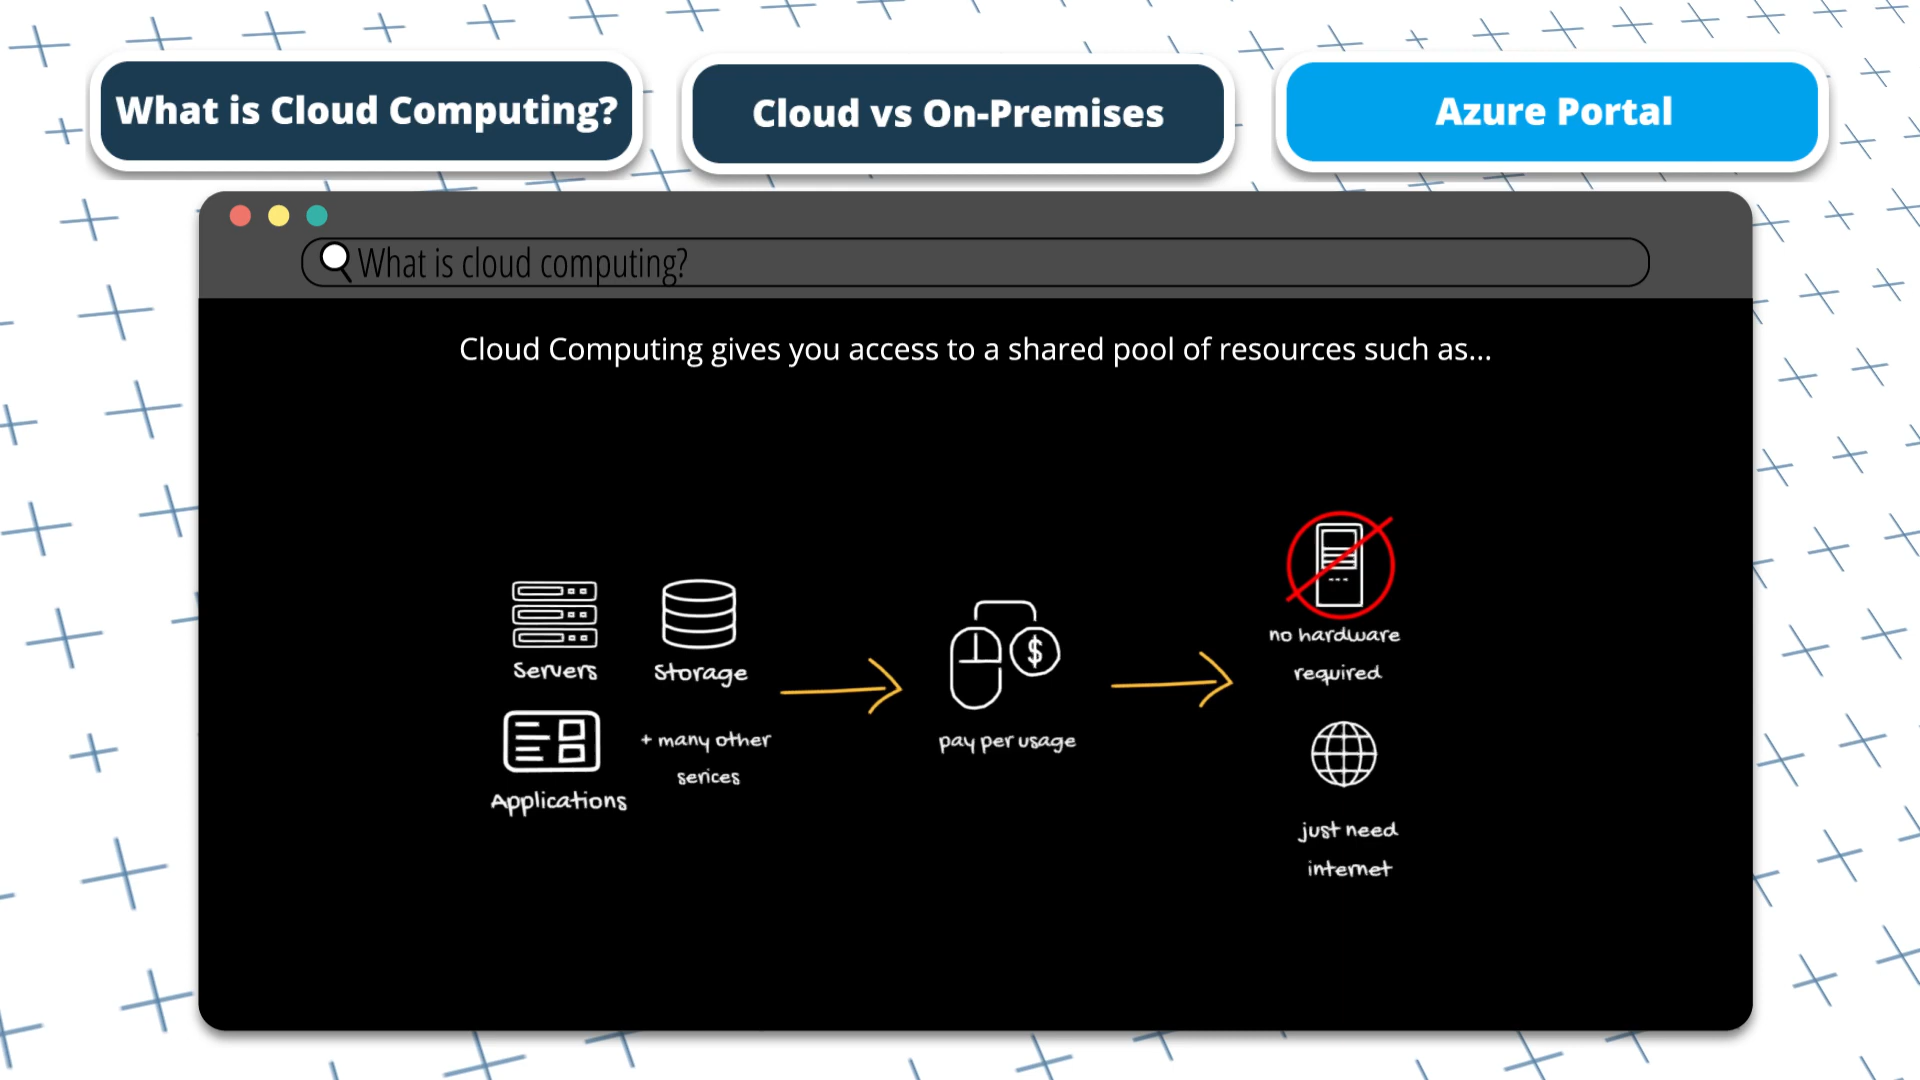 What is Cloud Computing?
Cloud vs On-Premises
Azure Portal
What is cloud computing?
Cloud Computing gives you access to a shared pool of resources such as...
Servers
Storage
Applications
+ many other
serices
$
pay per usage
no hardware
required
just need
internet